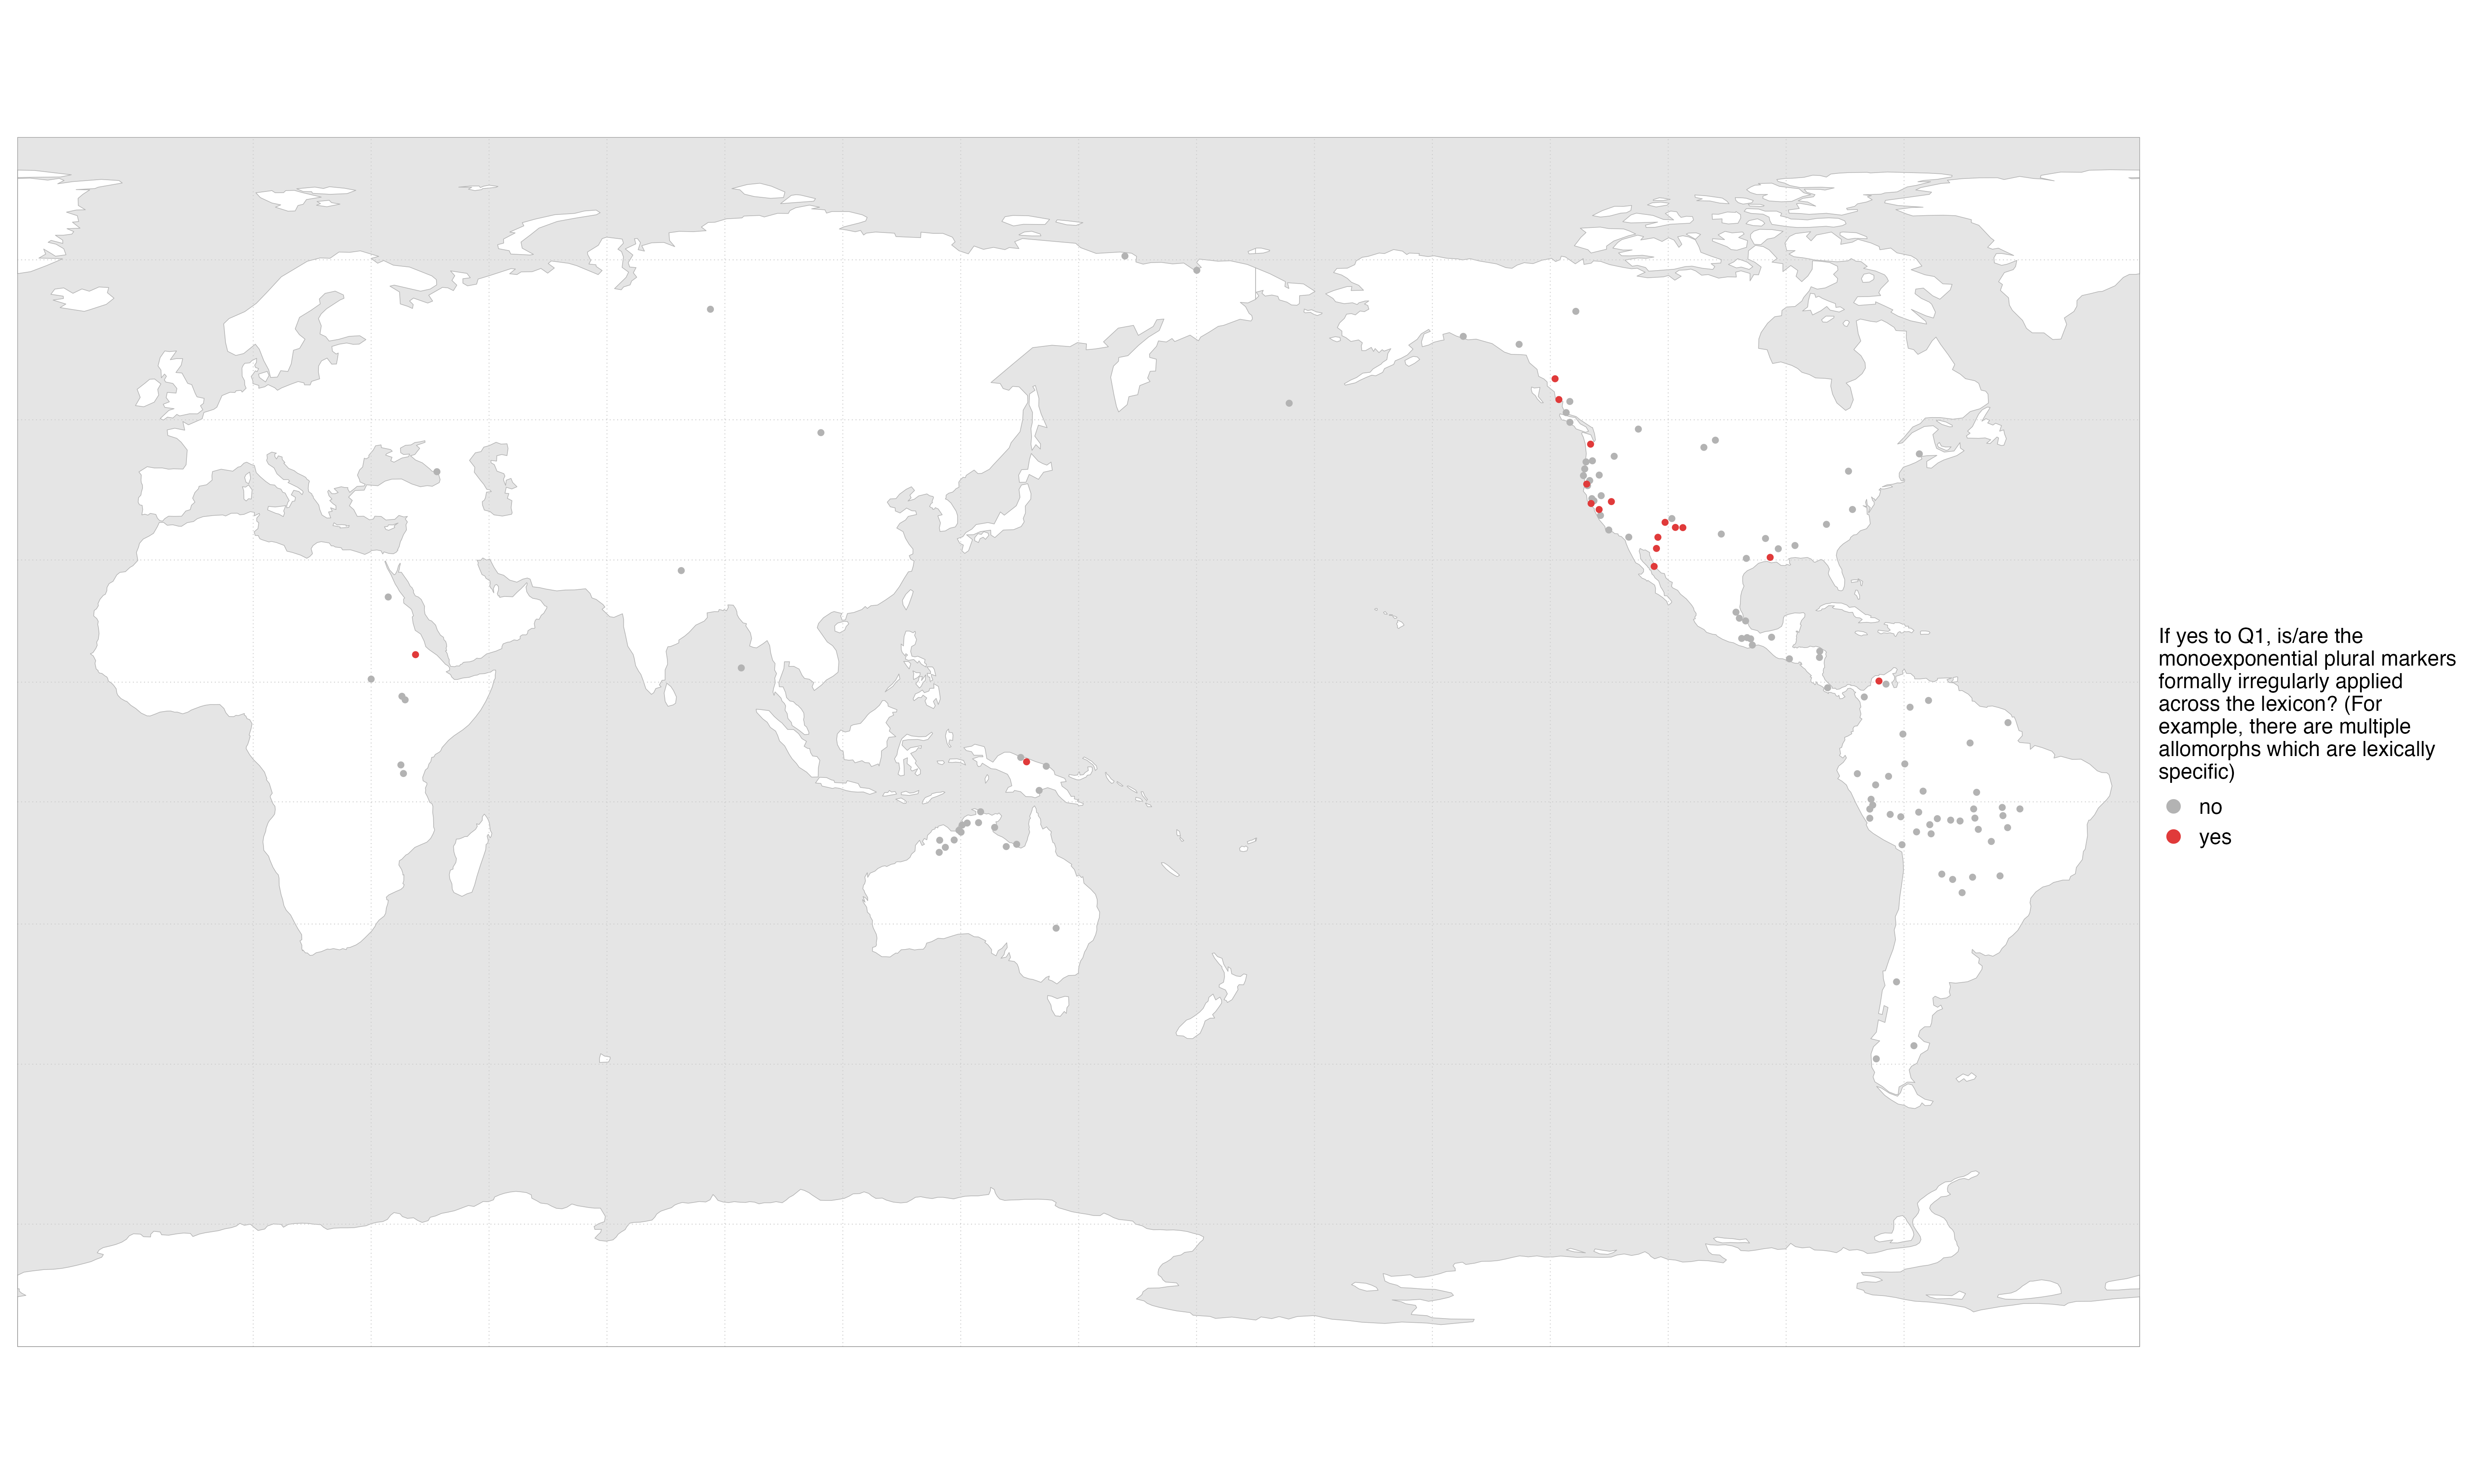 If yes to Q1, is/are the
monoexponential plural markers
formally irregularly applied
across the lexicon? (For
example, there are multiple
allomorphs which are lexically
specific)
no
yes